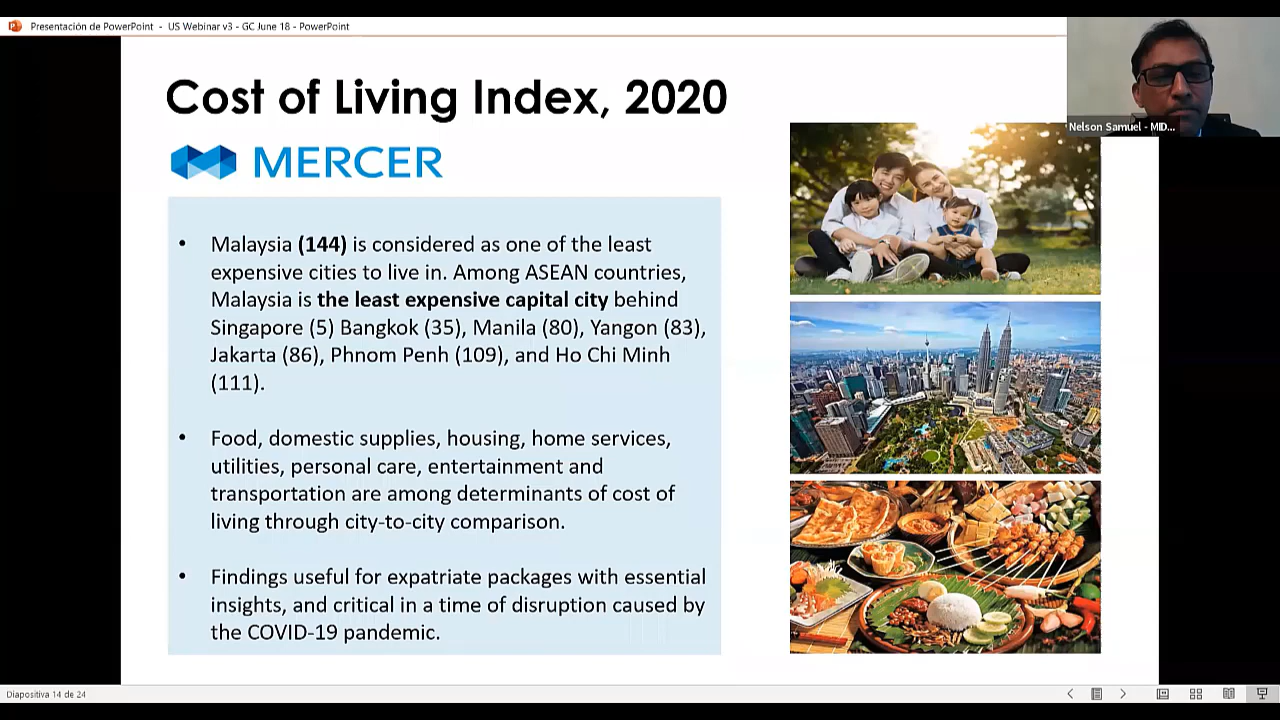 Presentación de PowerPoint - US Webinar v3 - GC June 18 - PowerPoint
Nelson Samuel - MID...
Cost of Living Index, 2020
MERCER
• Malaysia (144) is considered as one of the least
expensive cities to live in. Among ASEAN countries,
Malaysia is the least expensive capital city behind
Singapore (5) Bangkok (35), Manila (80), Yangon (83),
Jakarta (86), Phnom Penh (109), and Ho Chi Minh
(111).
• Food, domestic supplies, housing, home services,
utilities, personal care, entertainment and
transportation are among determinants of cost of
living through city-to-city comparison.
• Findings useful for expatriate packages with essential
insights, and critical in a time of disruption caused by
the COVID-19 pandemic.
Diapositiva 14 de 24